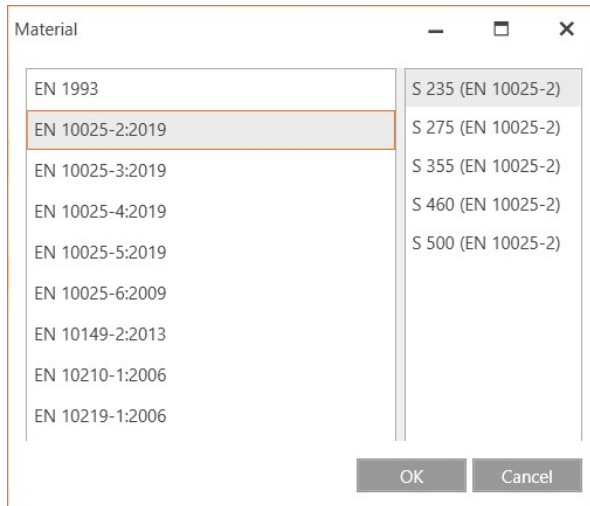 Material
EN 1993
EN 10025-2:2019
EN 10025-3:2019
EN 10025-4:2019
EN 10025-5:2019
EN 10025-6:2009
EN 10149-2:2013
EN 10210-1:2006
EN 10219-1:2006
S 235 (EN 10025-2)
S 275 (EN 10025-2)
S 355 (EN 10025-2)
S 460 (EN 10025-2)
S 500 (EN 10025-2)
OK
Cancel